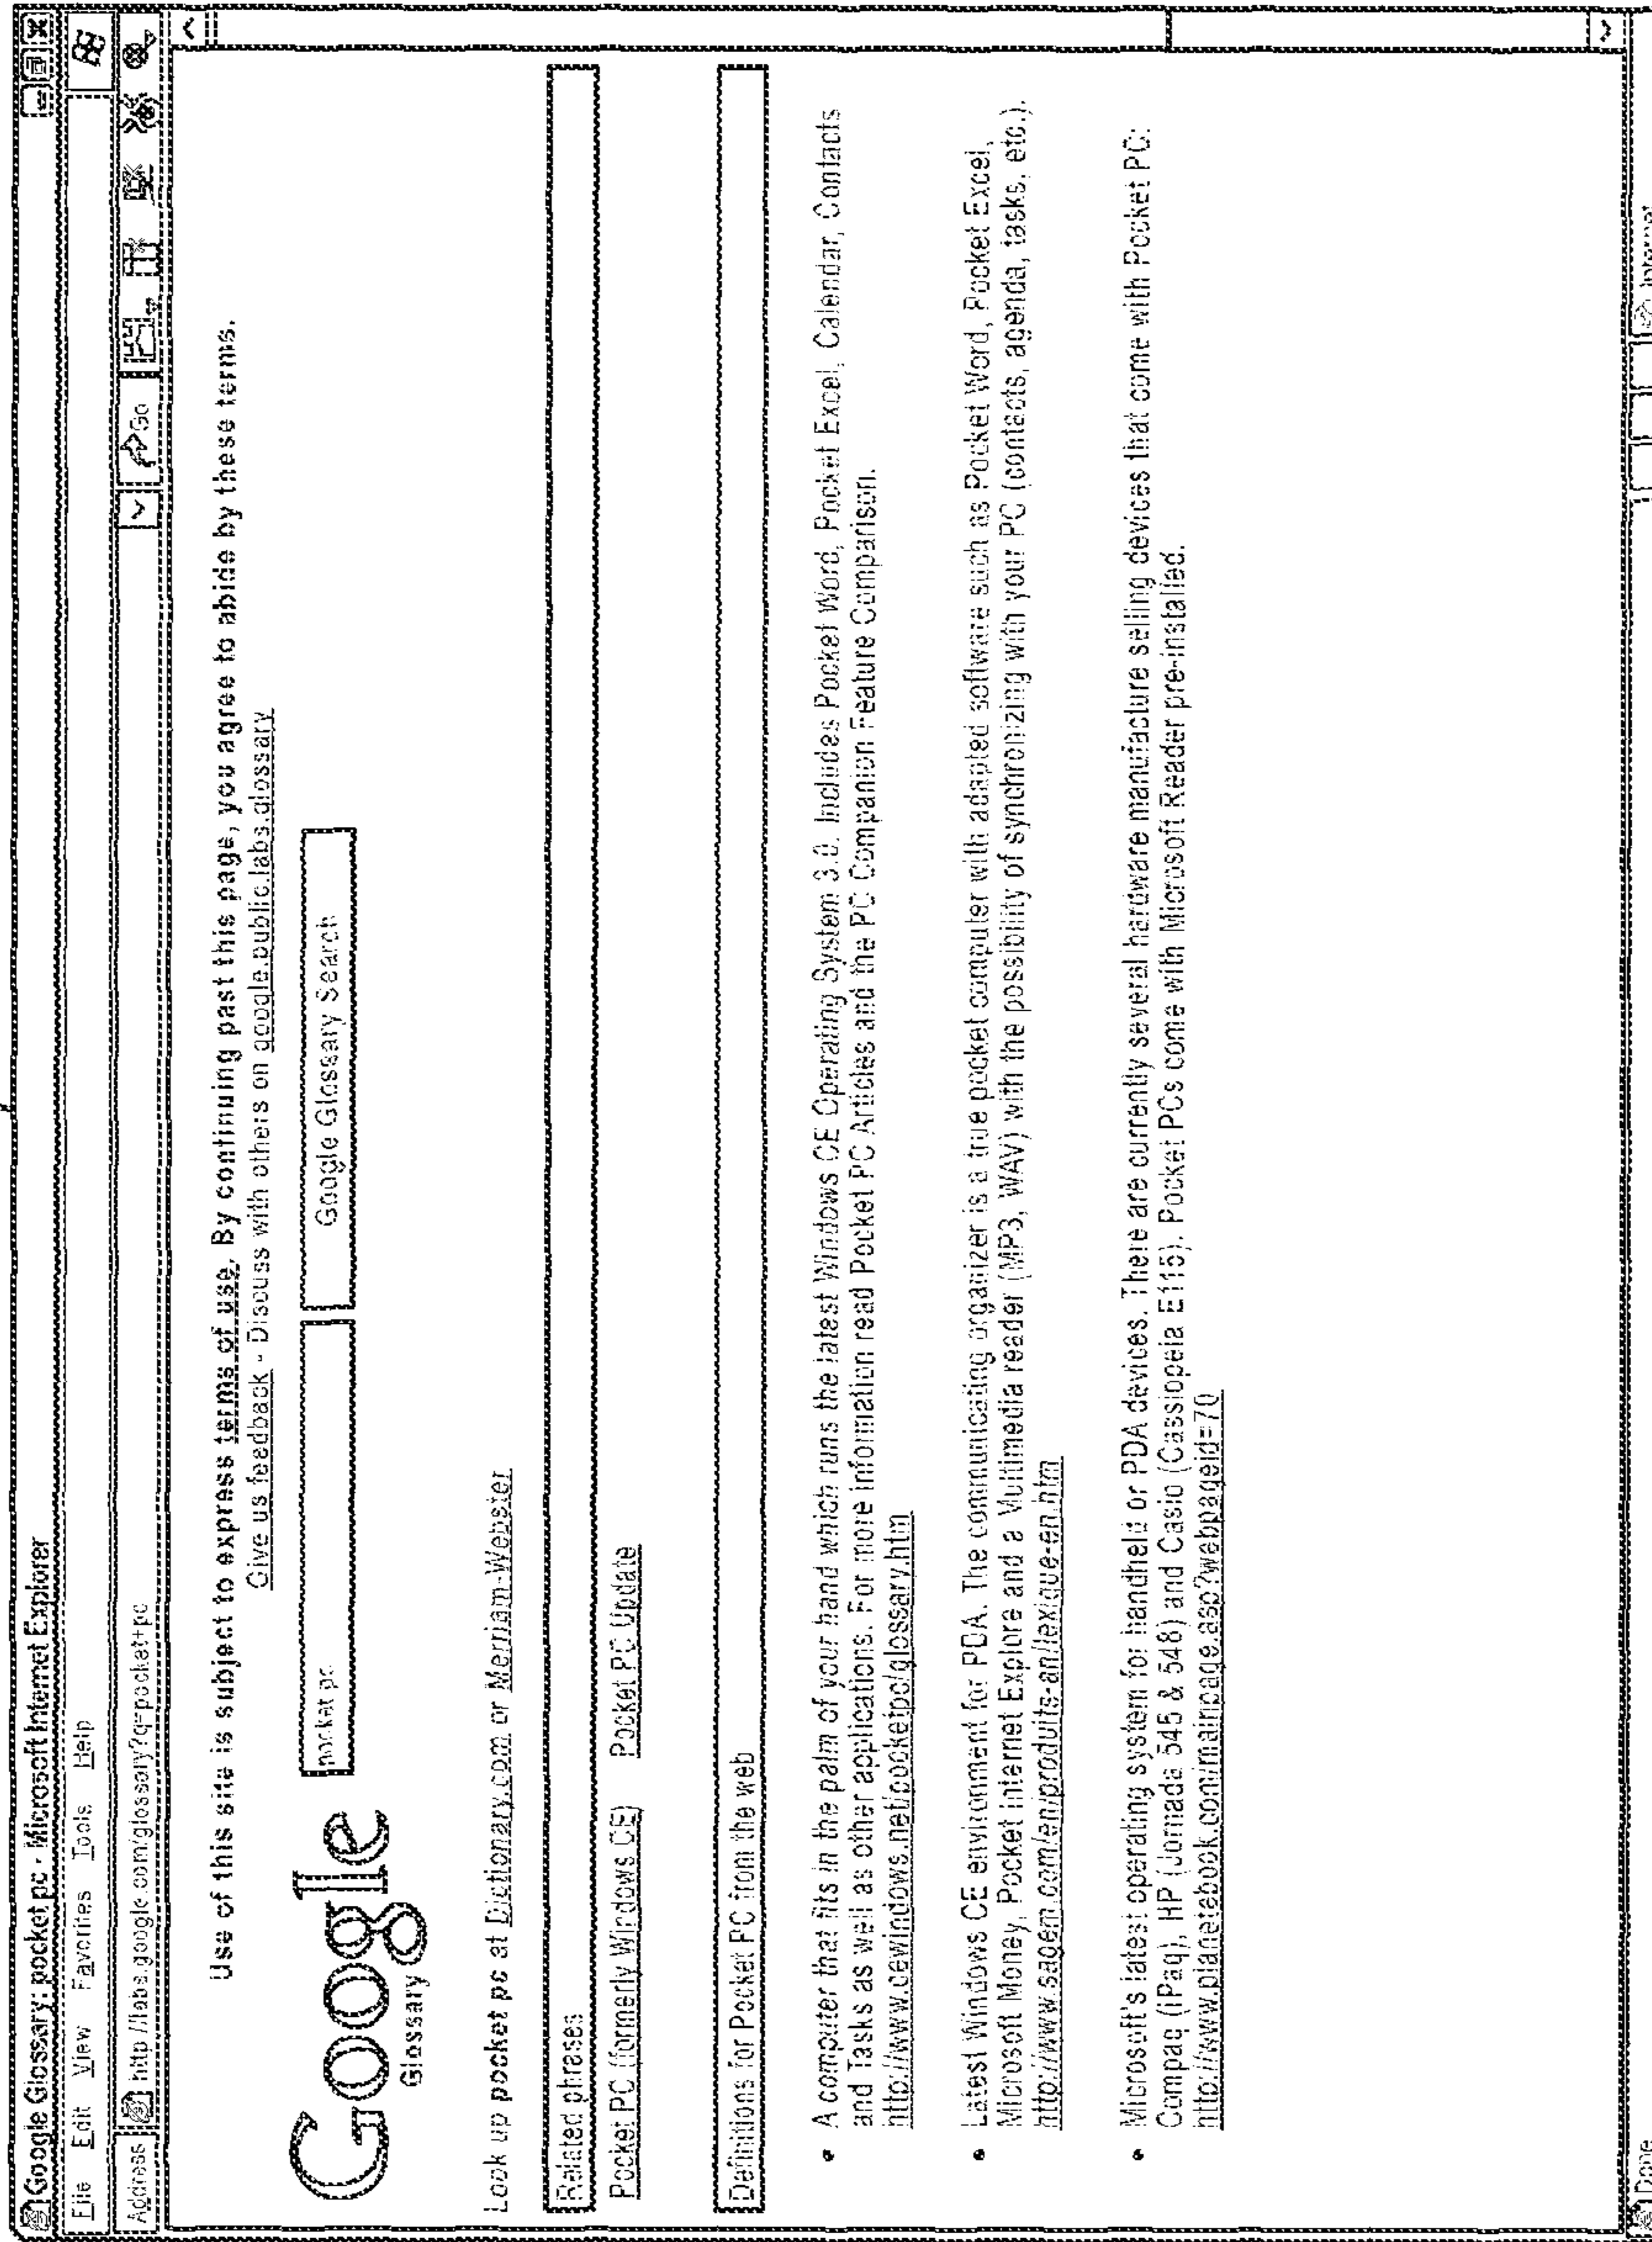 Google Glossary: pocket pc - Microsoft Internet Explorer
File Edit View Favorites Tools Help
Address http://labs.google.com/glossary?q=pocket+pc Go
Use of this site is subject to express terms of use. By continuing past this page, you agree to abide by these terms.
Give us feedback - Discuss with others on google.public.labs.glossary
Google pocket pc Google Glossary Search
Glossary
Look up pocket pc at Dictionary.com or Merriam-Webster
Related phrases
Pocket PC (formerly Windows CE) Pocket PC Update
Definitions for Pocket PC from the web
• A computer that fits in the palm of your hand which runs the latest Windows CE Operating System 3.0. Includes Pocket Word, Pocket Excel, Calendar, Contacts
and Tasks as well as other applications. For more information read Pocket PC Articles and the PC Companion Feature Comparison.
http://www.cewindows.net/pocketpc/glossary.htm
• Latest Windows CE environment for PDA. The communicating organizer is a true pocket computer with adapted software such as Pocket Word, Pocket Excel,
Microsoft Money, Pocket Internet Explore and a Multimedia reader (MP3, WAV) with the possibility of synchronizing with your PC (contacts, agenda, tasks, etc.).
http://www.sagem.com/en/produits-an/lexique-en.htm
• Microsoft's latest operating system for handheld or PDA devices. There are currently several hardware manufacture selling devices that come with Pocket PC:
Compaq (iPaq), HP (Jornada 545 & 548) and Casio (Cassiopeia E115). Pocket PCs come with Microsoft Reader pre-installed.
http://www.planetabook.com/mainpage.asp?webpageid=70
Done Internet